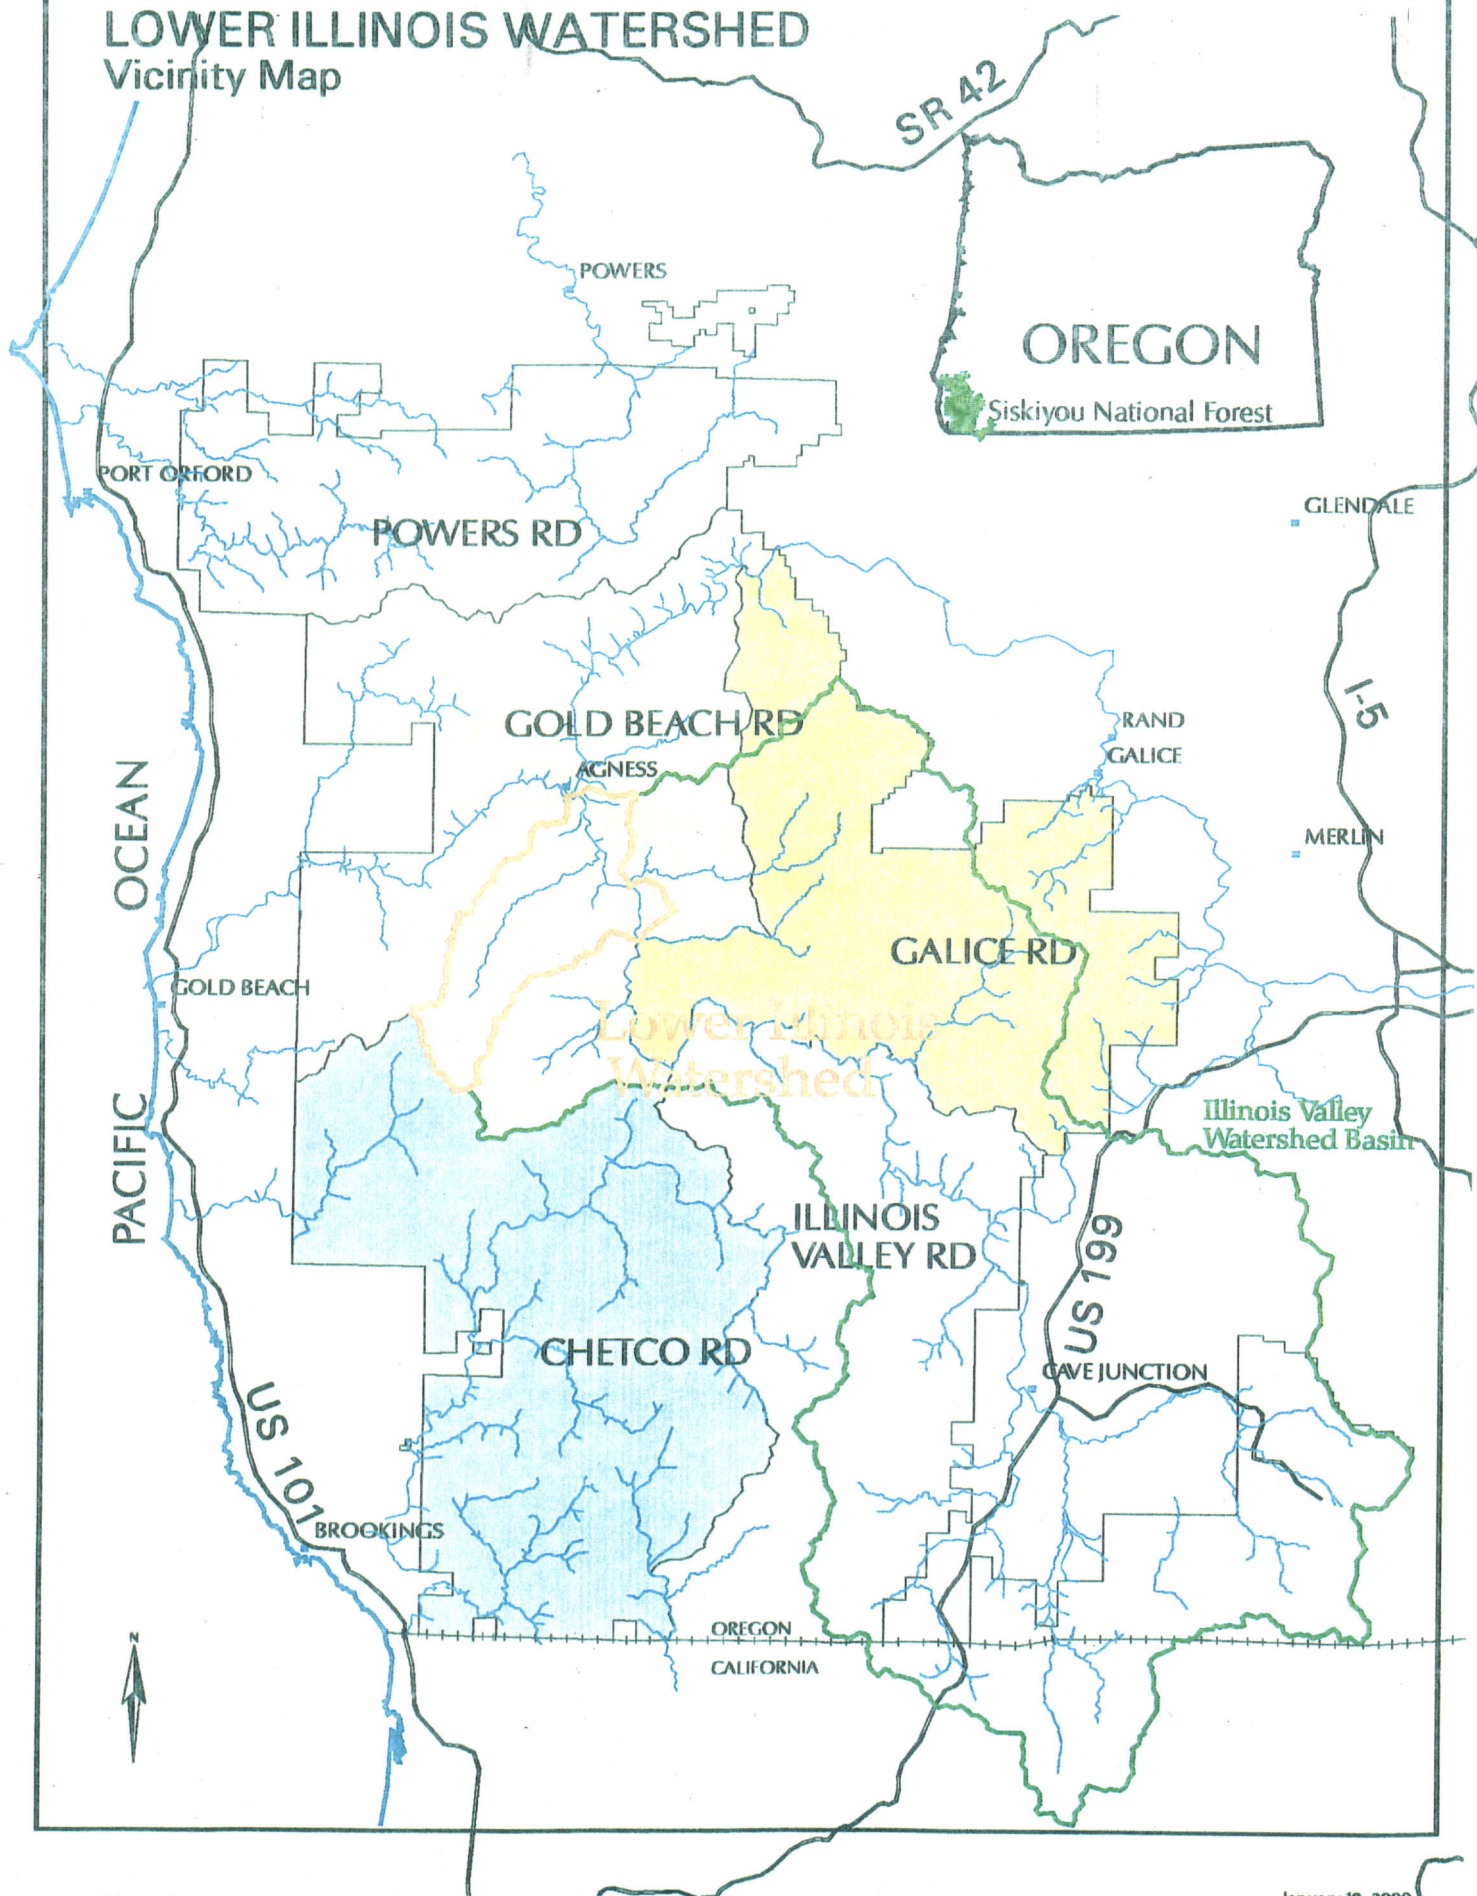 LOWER ILLINOIS WATERSHED
Vicinity Map
SR 42
POWERS
OREGON
Siskiyou National Forest
PORT ORFORD
GLENDALE
POWERS RD
I-5
GOLD BEACH RD
RAND
AGNESS
GALICE
MERLIN
PACIFIC OCEAN
GALICE RD
GOLD BEACH
Lower Illinois
Watershed
Illinois Valley
Watershed Basin
ILLINOIS
VALLEY RD
US 199
CHETCO RD
CAVE JUNCTION
US 101
BROOKINGS
OREGON
CALIFORNIA
N